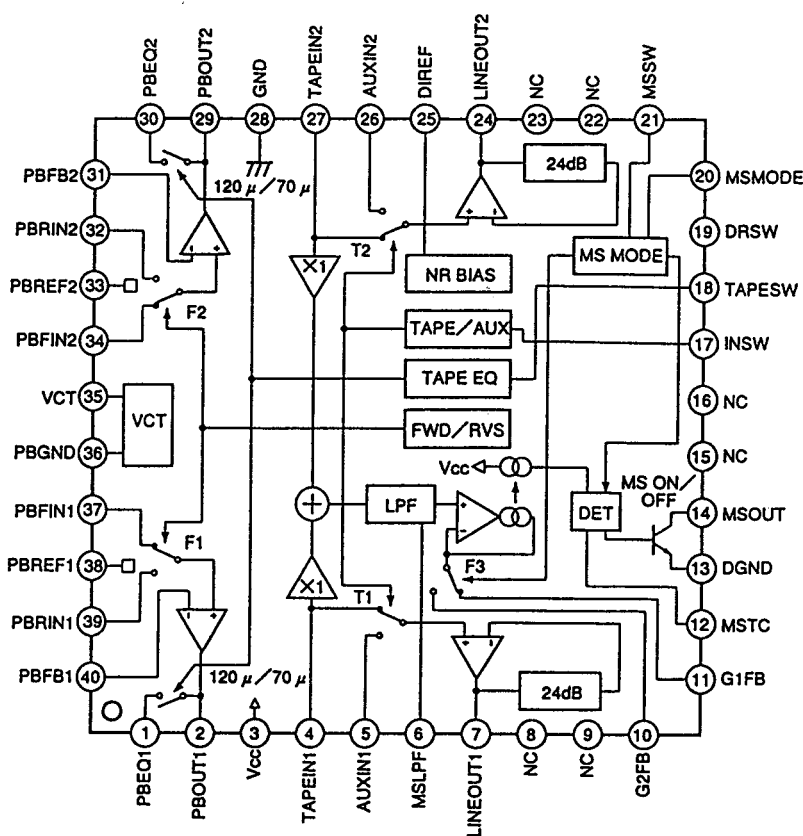 PBEQ2
PBOUT2
GND
TAPEIN2
AUXIN2
DIREF
LINEOUT2
NC
NC
MSSW
30
29
28
27
26
25
24
23
22
21
PBFB2
31
120 μ/70 μ
24dB
20
MSMODE
PBRIN2
32
19
DRSW
T2
MS MODE
PBREF2
33
×1
NR BIAS
18
TAPESW
F2
PBFIN2
34
TAPE/AUX
17
INSW
VCT
35
VCT
TAPE EQ
16
NC
PBGND
36
FWD/RVS
15
NC
Vcc
MS ON/
OFF
PBFIN1
37
+
LPF
DET
14
MSOUT
F1
PBREF1
38
F3
13
DGND
×1
PBRIN1
39
T1
12
MSTC
PBFB1
40
120 μ/70 μ
24dB
11
G1FB
1
2
3
4
5
6
7
8
9
10
PBEQ1
PBOUT1
Vcc
TAPEIN1
AUXIN1
MSLPF
LINEOUT1
NC
NC
G2FB